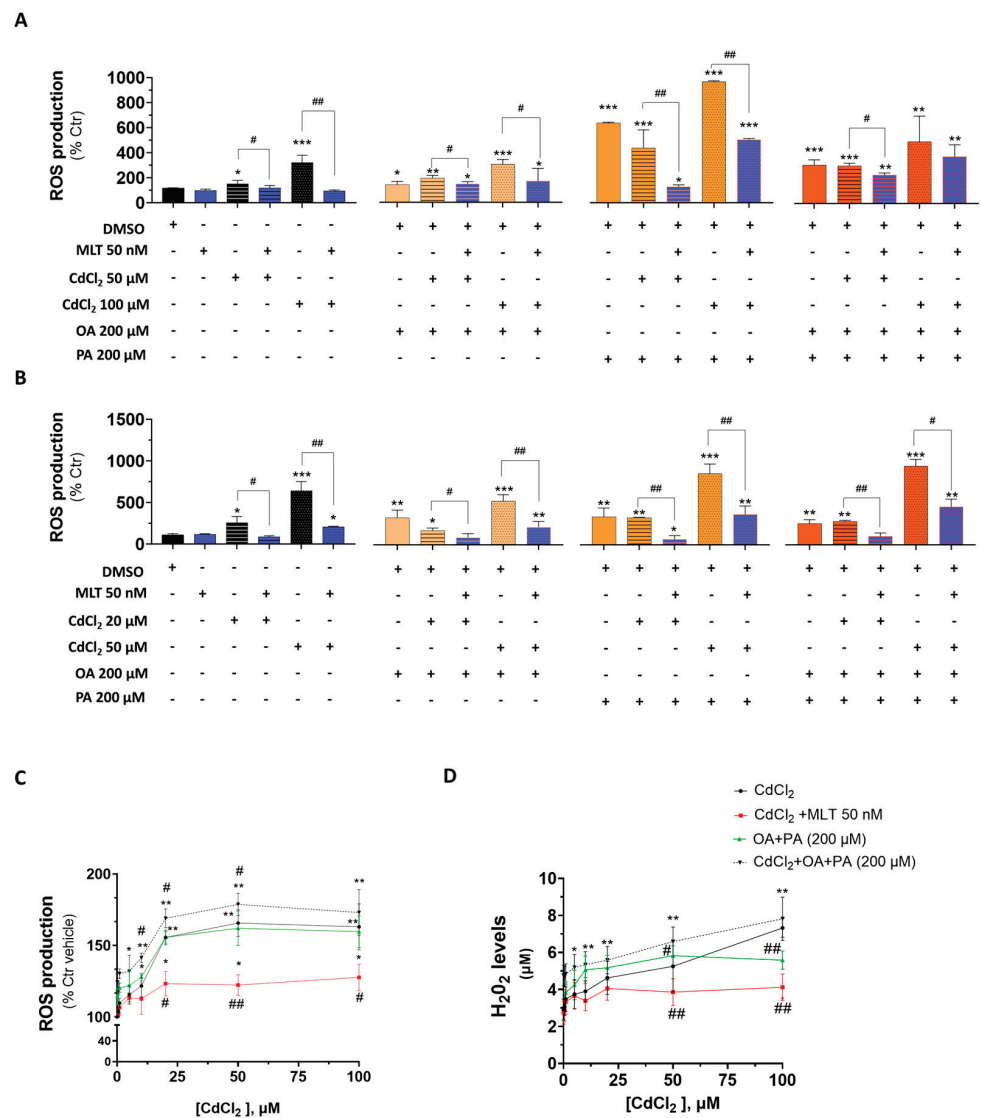 A
ROS production
(% Ctr)
1000
800
600
400
200
0
* # * *** ##
* ** # * *** # *
*** *** ## * *** ## ***
*** *** # ** ** **
DMSO + - - - - - + + + + + + + + + + + + + + +
MLT 50 nM - + - + - + - - + - + - - + - + - - + - +
CdCl2 50 µM - - + + - - - + + - - - + + - - - + + - -
CdCl2 100 µM - - - - + + - - - + + - - - + + - - - + +
OA 200 µM - - - - - - + + + + + - - - - - + + + + +
PA 200 µM - - - - - - - - - - - + + + + + + + + + +
B
ROS production
(% Ctr)
1500
1000
500
0
* # *** ## *
** * # *** ## **
** ** ## * *** ## **
** ** ## *** # **
DMSO + - - - - - + + + + + + + + + + + + + + +
MLT 50 nM - + - + - + - - + - + - - + - + - - + - +
CdCl2 20 µM - - + + - - - + + - - - + + - - - + + - -
CdCl2 50 µM - - - - + + - - - + + - - - + + - - - + +
OA 200 µM - - - - - - + + + + + - - - - - + + + + +
PA 200 µM - - - - - - - - - - - + + + + + + + + + +
C
ROS production
(% Ctr vehicle)
200
150
100
40
0
* # ** * # ** ** * # # ** ** * ## ** ** * #
0 25 50 75 100
[CdCl2 ], µM
D
CdCl2
CdCl2 +MLT 50 nM
OA+PA (200 µM)
CdCl2+OA+PA (200 µM)
H2O2 levels
(µM)
8
6
4
2
0
* ** ** ** # ## ** ## ##
0 25 50 75 100
[CdCl2 ], µM